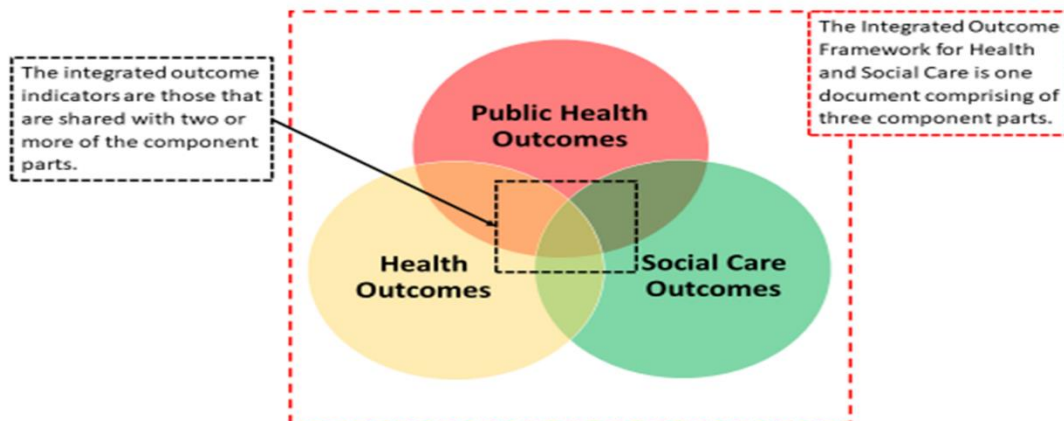 The integrated outcome
indicators are those that
are shared with two or
more of the component
parts.
The Integrated Outcome
Framework for Health
and Social Care is one
document comprising of
three component parts.
Public Health
Outcomes
Health
Outcomes
Social Care
Outcomes